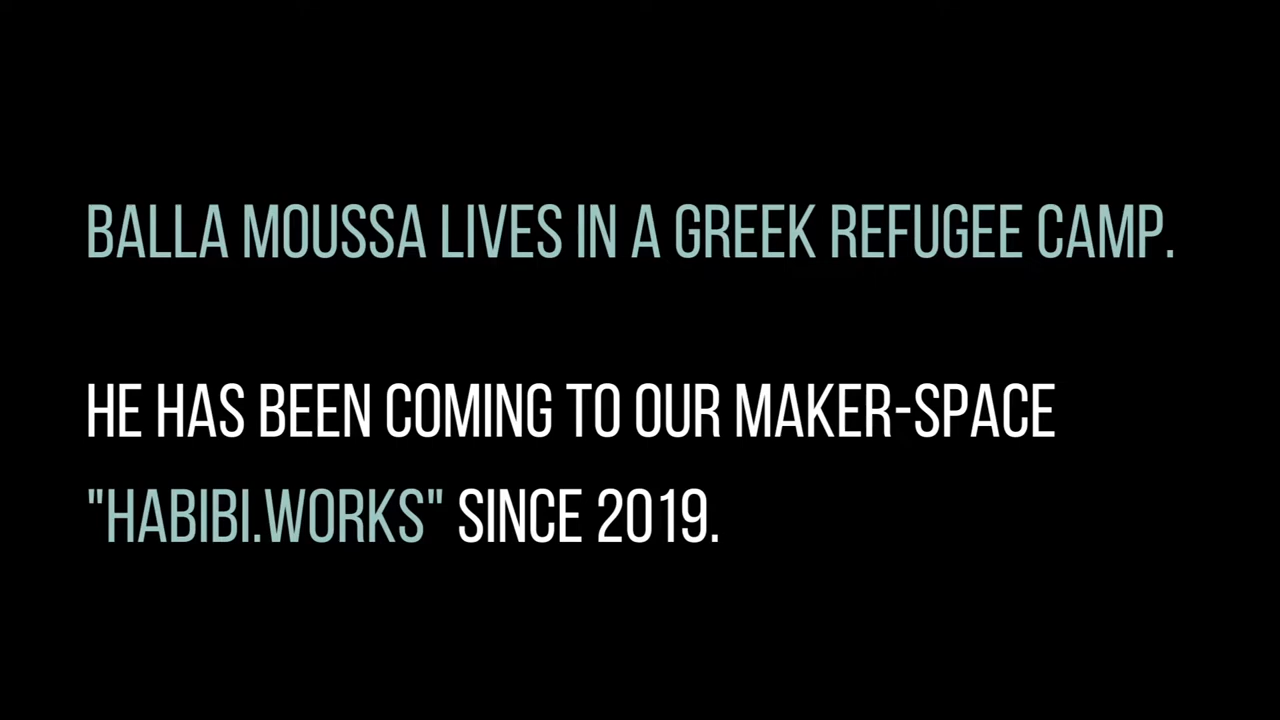 BALLA MOUSSA LIVES IN A GREEK REFUGEE CAMP.
HE HAS BEEN COMING TO OUR MAKER-SPACE
"HABIBI.WORKS" SINCE 2019.